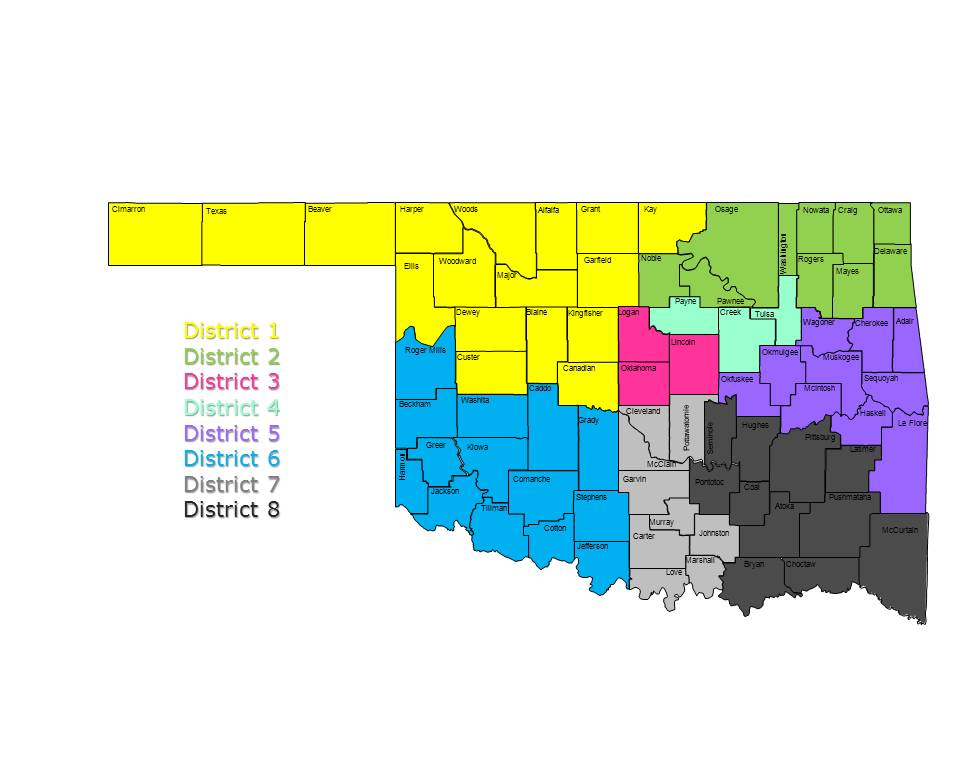 Cimarron
Texas
Beaver
Harper
Woods
Alfalfa
Grant
Kay
Osage
Washington
Nowata
Craig
Ottawa
Ellis
Woodward
Major
Garfield
Noble
Pawnee
Rogers
Mayes
Delaware
Dewey
Blaine
Kingfisher
Logan
Payne
Creek
Tulsa
Wagoner
Cherokee
Adair
District 1
District 2
District 3
District 4
District 5
District 6
District 7
District 8
Roger Mills
Custer
Canadian
Oklahoma
Lincoln
Okmulgee
Muskogee
Okfuskee
McIntosh
Sequoyah
Beckham
Washita
Caddo
Grady
Cleveland
Pottawatomie
Seminole
Hughes
Pittsburg
Haskell
Le Flore
Latimer
Harmon
Greer
Kiowa
McClain
Jackson
Comanche
Garvin
Pontotoc
Coal
Pushmataha
Tillman
Stephens
Cotton
Murray
Atoka
Johnston
McCurtain
Jefferson
Carter
Love
Marshall
Bryan
Choctaw